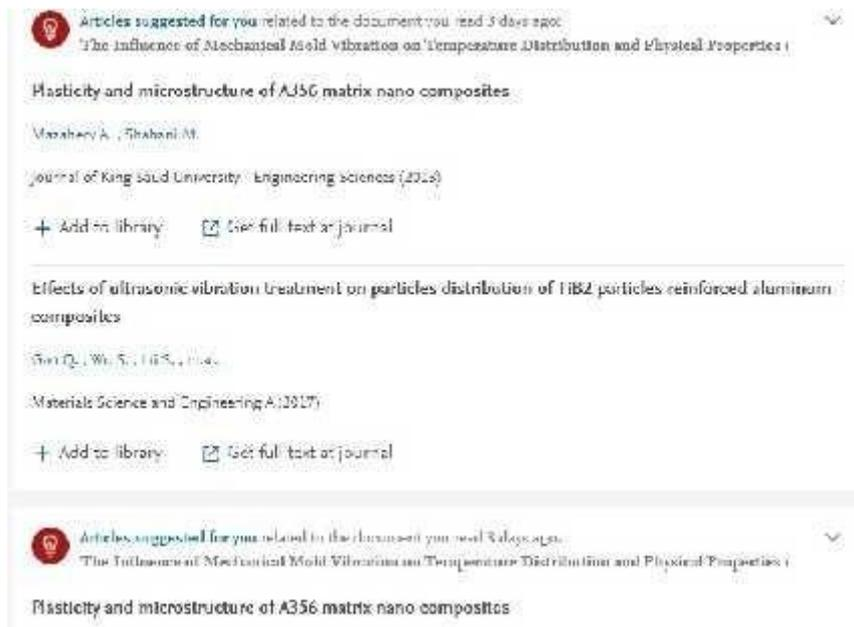 Articles suggested for you related to the document you read 3 days ago:
The Influence of Mechanical Mold Vibration on Temperature Distribution and Physical Properties
Plasticity and microstructure of A356 matrix nano composites
Mazahery A., Shabani M.
Journal of King Saud University - Engineering Sciences
+ Add to library Get full text at journal
Effects of ultrasonic vibration treatment on particles distribution of TiB2 particles reinforced aluminum
composites
Gao Q., Wu S.,
Materials Science and Engineering A (2017)
+ Add to library Get full text at journal
Articles suggested for you related to the document you read 3 days ago:
The Influence of Mechanical Mold Vibration on Temperature Distribution and Physical Properties
Plasticity and microstructure of A356 matrix nano composites